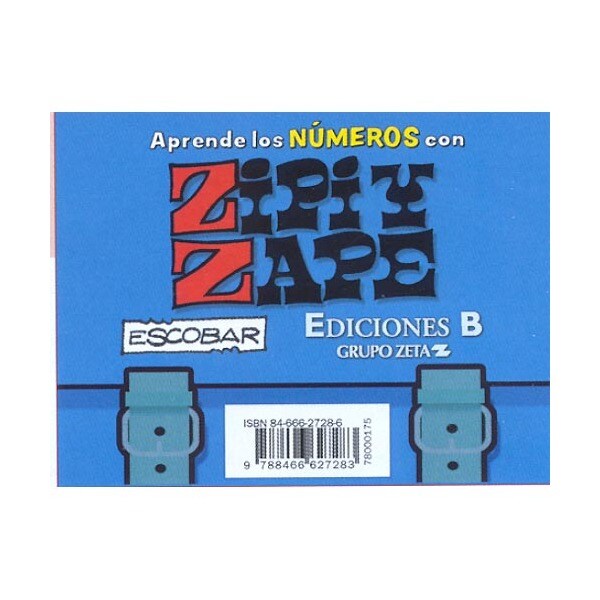 Aprende los NÚMEROS con
ZIPI Y
ZAPE
ESCOBAR
EDICIONES B
GRUPO ZETA
ISBN 84-666-2728-6
9 788466 627283
78000175